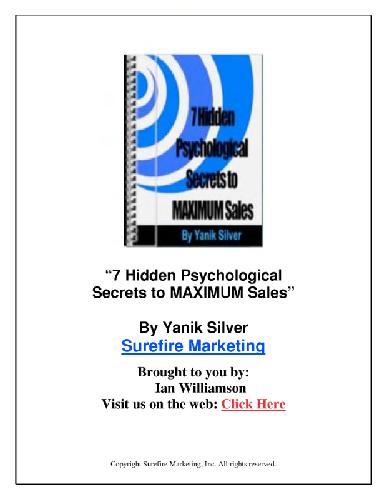 7 Hidden
Psychological
Secrets to
MAXIMUM Sales
By Yanik Silver
“7 Hidden Psychological
Secrets to MAXIMUM Sales”
By Yanik Silver
Surefire Marketing
Brought to you by:
Ian Williamson
Visit us on the web: Click Here
Copyright Surefire Marketing, Inc. All rights reserved.